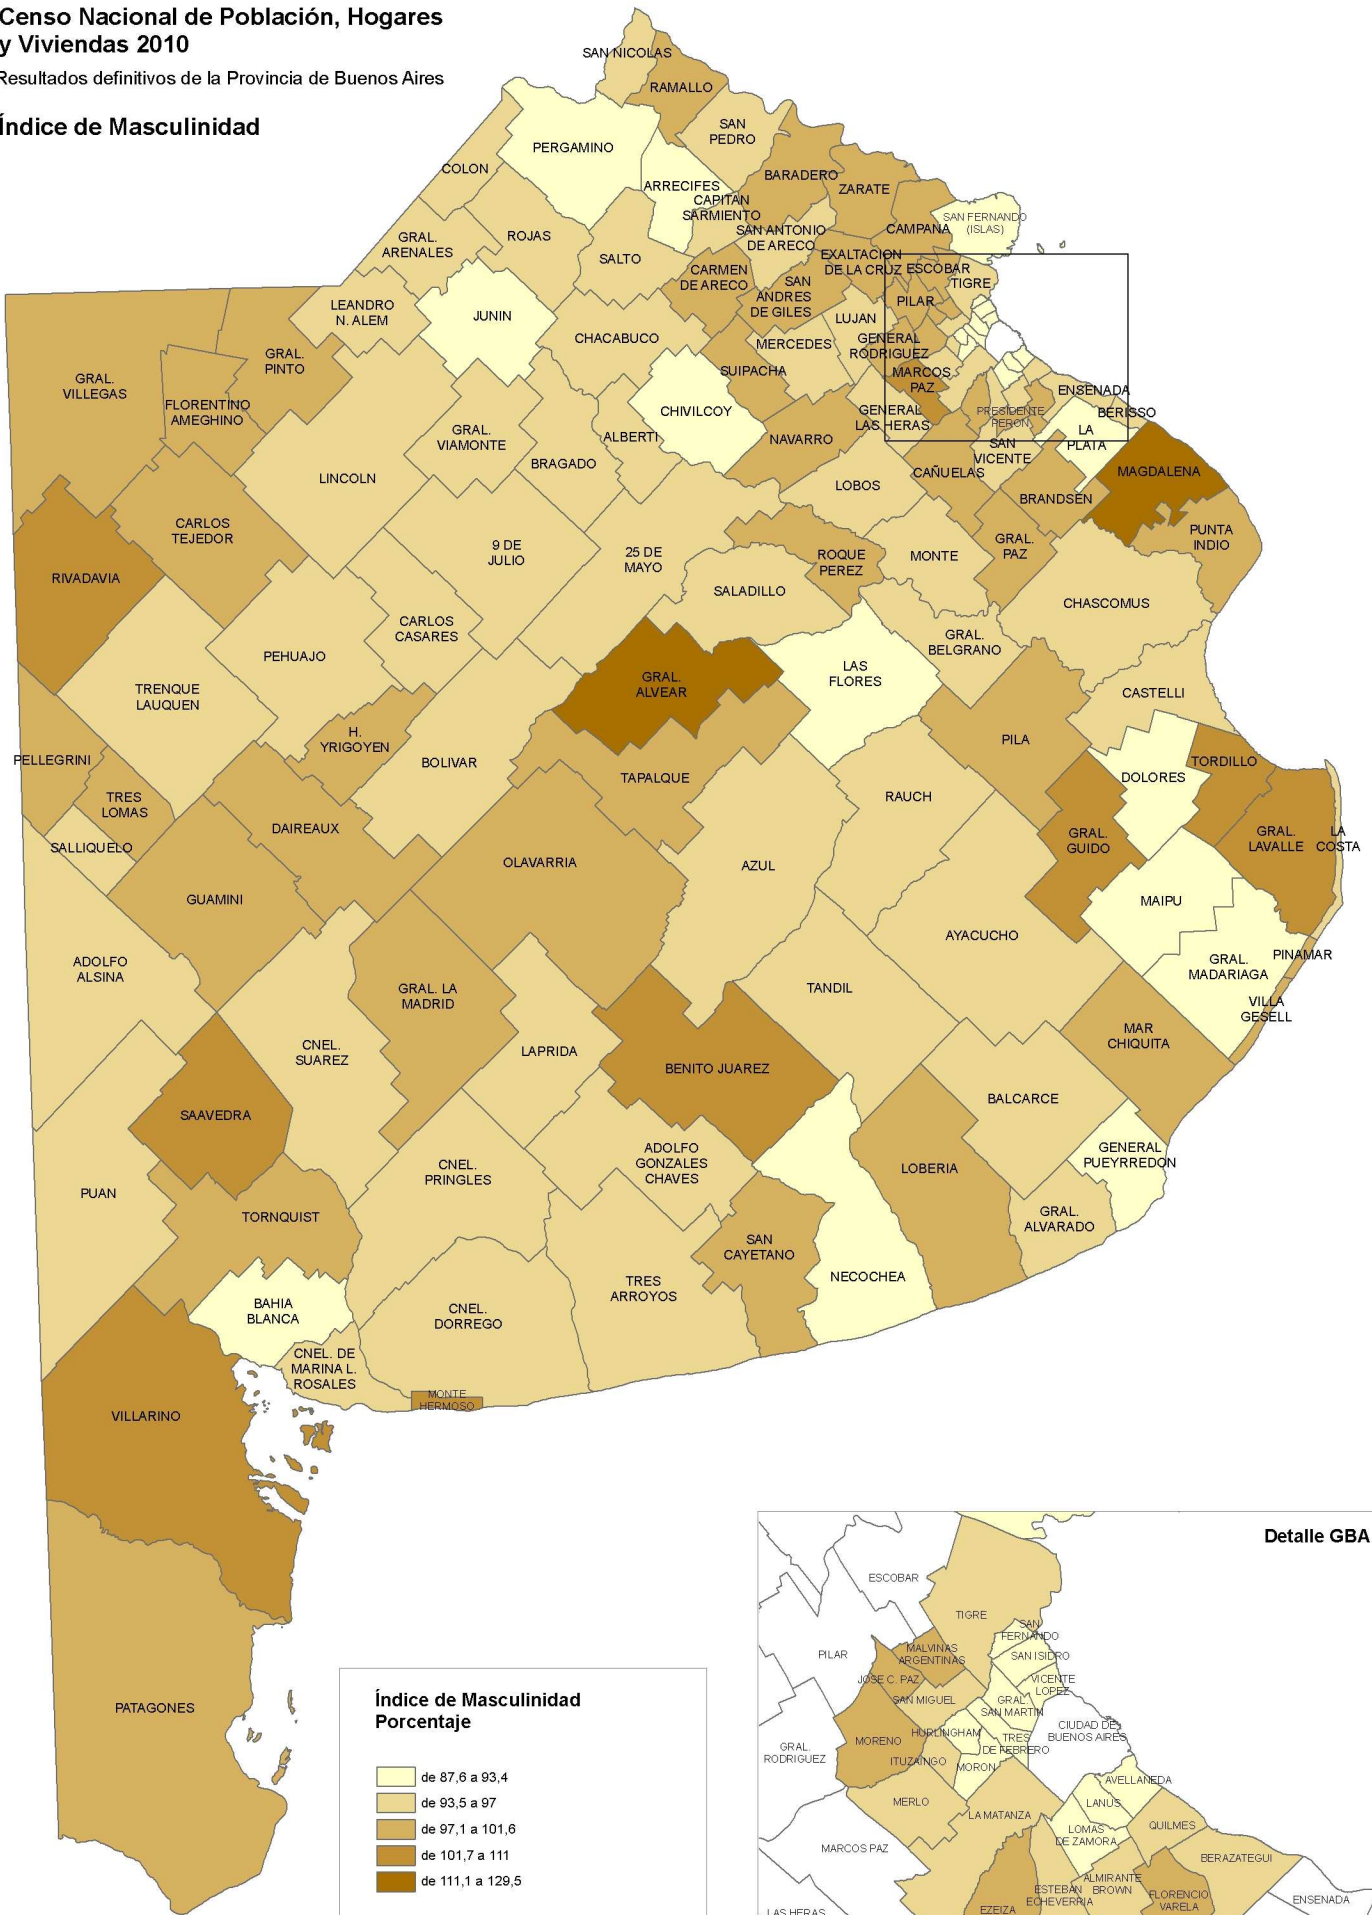 Censo Nacional de Población, Hogares
y Viviendas 2010
Resultados definitivos de la Provincia de Buenos Aires
Índice de Masculinidad
SAN NICOLAS
RAMALLO
SAN
PEDRO
PERGAMINO
COLON
ARRECIFES
BARADERO
ZARATE
CAPITAN
SARMIENTO
SAN FERNANDO
(ISLAS)
CAMPANA
SAN ANTONIO
DE ARECO
GRAL.
ARENALES
ROJAS
SALTO
CARMEN
DE ARECO
EXALTACION
DE LA CRUZ
ESCOBAR
TIGRE
SAN
ANDRES
DE GILES
PILAR
LEANDRO
N. ALEM
JUNIN
LUJAN
CHACABUCO
MERCEDES
GENERAL
RODRIGUEZ
GRAL.
PINTO
GRAL.
VILLEGAS
SUIPACHA
MARCOS
PAZ
ENSENADA
FLORENTINO
AMEGHINO
CHIVILCOY
GENERAL
LAS HERAS
PRESIDENTE
PERON
BERISSO
LA
PLATA
GRAL.
VIAMONTE
ALBERTI
NAVARRO
SAN
VICENTE
BRAGADO
LINCOLN
LOBOS
CAÑUELAS
MAGDALENA
BRANDSEN
CARLOS
TEJEDOR
PUNTA
INDIO
9 DE
JULIO
25 DE
MAYO
ROQUE
PEREZ
MONTE
GRAL.
PAZ
RIVADAVIA
SALADILLO
CHASCOMUS
CARLOS
CASARES
PEHUAJO
GRAL.
BELGRANO
TRENQUE
LAUQUEN
GRAL.
ALVEAR
LAS
FLORES
CASTELLI
H.
YRIGOYEN
PILA
PELLEGRINI
BOLIVAR
TAPALQUE
DOLORES
TORDILLO
TRES
LOMAS
RAUCH
DAIREAUX
SALLIQUELO
GRAL.
GUIDO
GRAL.
LAVALLE
LA
COSTA
OLAVARRIA
AZUL
GUAMINI
MAIPU
AYACUCHO
ADOLFO
ALSINA
GRAL.
MADARIAGA
PINAMAR
GRAL. LA
MADRID
TANDIL
VILLA
GESELL
CNEL.
SUAREZ
LAPRIDA
MAR
CHIQUITA
BENITO JUAREZ
BALCARCE
SAAVEDRA
ADOLFO
GONZALES
CHAVES
GENERAL
PUEYRREDON
CNEL.
PRINGLES
LOBERIA
PUAN
TORNQUIST
GRAL.
ALVARADO
SAN
CAYETANO
NECOCHEA
TRES
ARROYOS
BAHIA
BLANCA
CNEL.
DORREGO
CNEL. DE
MARINA L.
ROSALES
MONTE
HERMOSO
VILLARINO
PATAGONES
Índice de Masculinidad
Porcentaje
de 87,6 a 93,4
de 93,5 a 97
de 97,1 a 101,6
de 101,7 a 111
de 111,1 a 129,5
Detalle GBA
ESCOBAR
TIGRE
SAN
FERNANDO
PILAR
MALVINAS
ARGENTINAS
SAN ISIDRO
JOSE C. PAZ
VICENTE
LOPEZ
SAN MIGUEL
GRAL.
SAN MARTIN
CIUDAD DE
BUENOS AIRES
HURLINGHAM
MORENO
TRES
DE FEBRERO
GRAL.
RODRIGUEZ
ITUZAINGO
MORON
AVELLANEDA
MERLO
LANUS
LA MATANZA
QUILMES
LOMAS
DE ZAMORA
MARCOS PAZ
BERAZATEGUI
ALMIRANTE
BROWN
ESTEBAN
ECHEVERRIA
FLORENCIO
VARELA
ENSENADA
EZEIZA
LAS HERAS